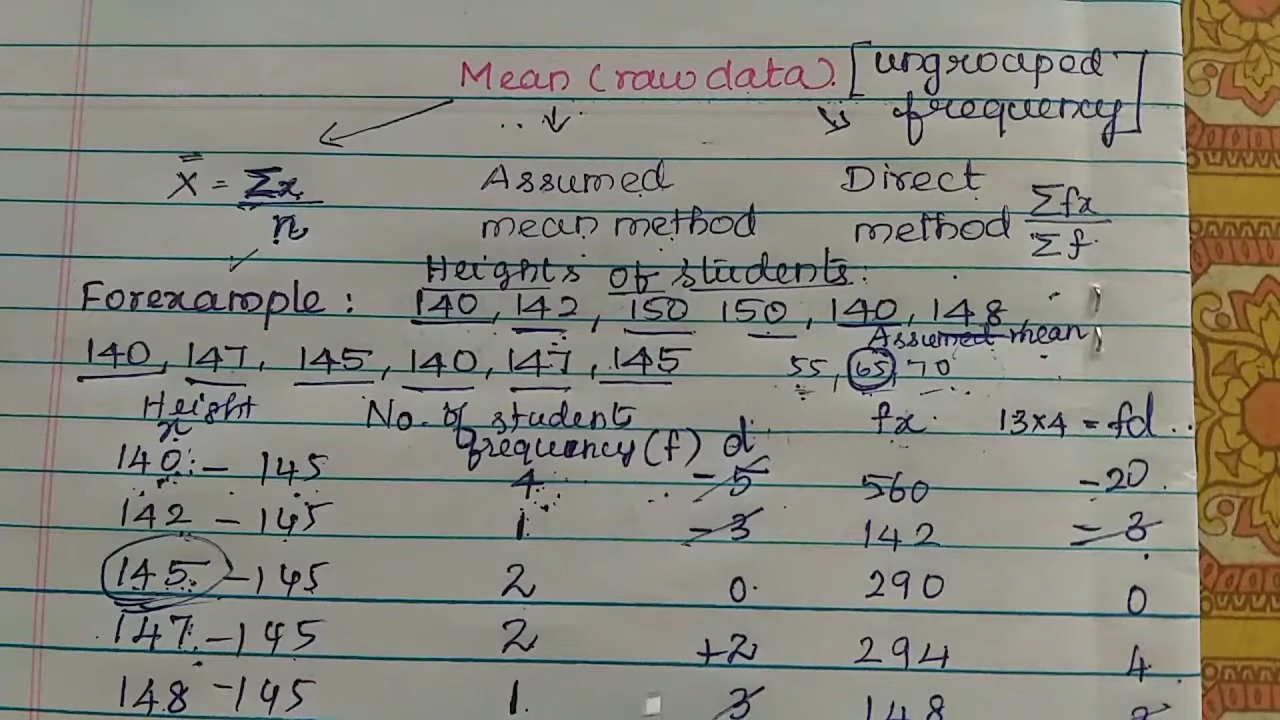 Mean (raw data). [ungrouped
frequency]
X̄ = Σx / n
Assumed
mean method
Direct
method Σfx / Σf.
Heights of students:
For example: 140, 142, 150 150, 140, 148,
Assumed mean
140, 147, 145, 140, 147, 145
55, 65, 70
Height x No. of students frequency (f) d fx 13x4 = fd
140 - 145 4 -5 560 -20
142 - 145 1 -3 142 -3
145 - 145 2 0 290 0
147 - 145 2 +2 294 4
148 - 145 1 3 148